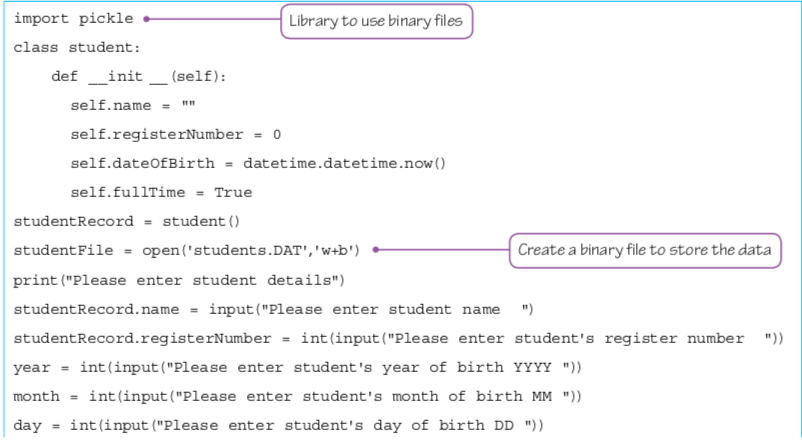 import pickle Library to use binary files
class student:
    def __init __(self):
      self.name = ""
      self.registerNumber = 0
      self.dateOfBirth = datetime.datetime.now()
      self.fullTime = True
studentRecord = student()
studentFile = open('students.DAT','w+b') Create a binary file to store the data
print("Please enter student details")
studentRecord.name = input("Please enter student name  ")
studentRecord.registerNumber = int(input("Please enter student's register number  "))
year = int(input("Please enter student's year of birth YYYY "))
month = int(input("Please enter student's month of birth MM "))
day = int(input("Please enter student's day of birth DD "))